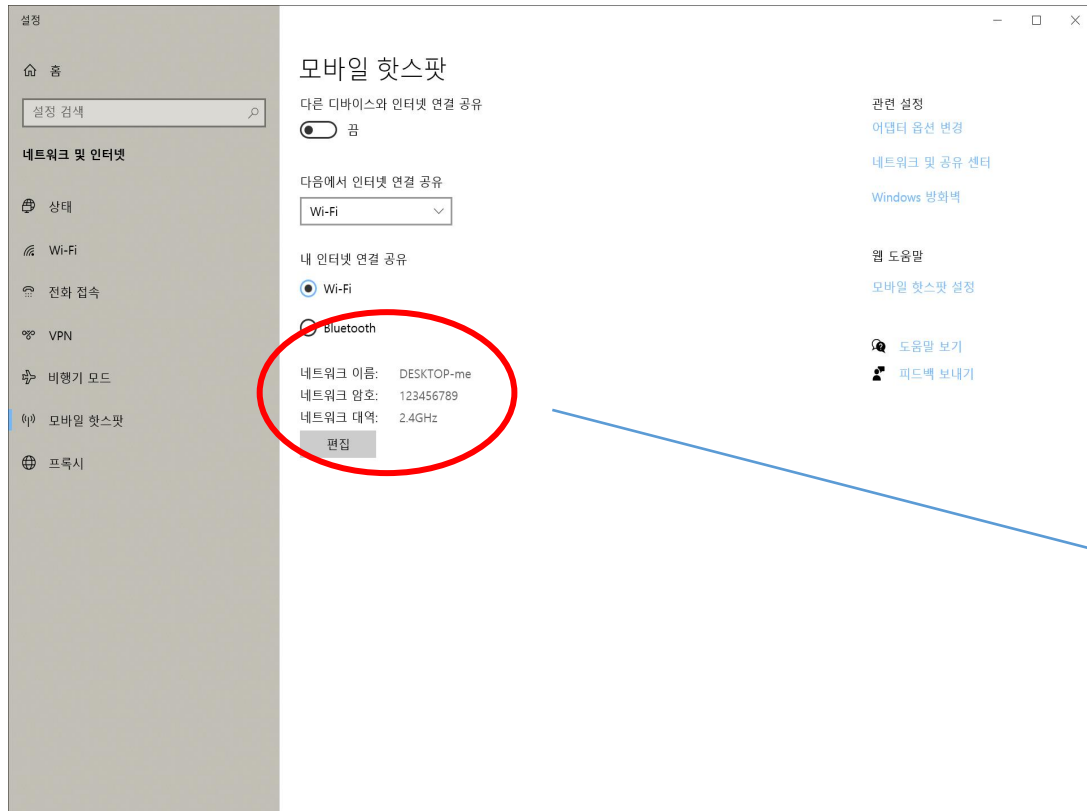 설정
홈
설정 검색
네트워크 및 인터넷
상태
Wi-Fi
전화 접속
VPN
비행기 모드
모바일 핫스팟
프록시
모바일 핫스팟
다른 디바이스와 인터넷 연결 공유
끔
다음에서 인터넷 연결 공유
Wi-Fi
내 인터넷 연결 공유
Wi-Fi
Bluetooth
네트워크 이름: DESKTOP-me
네트워크 암호: 123456789
네트워크 대역: 2.4GHz
편집
관련 설정
어댑터 옵션 변경
네트워크 및 공유 센터
Windows 방화벽
웹 도움말
모바일 핫스팟 설정
도움말 보기
피드백 보내기